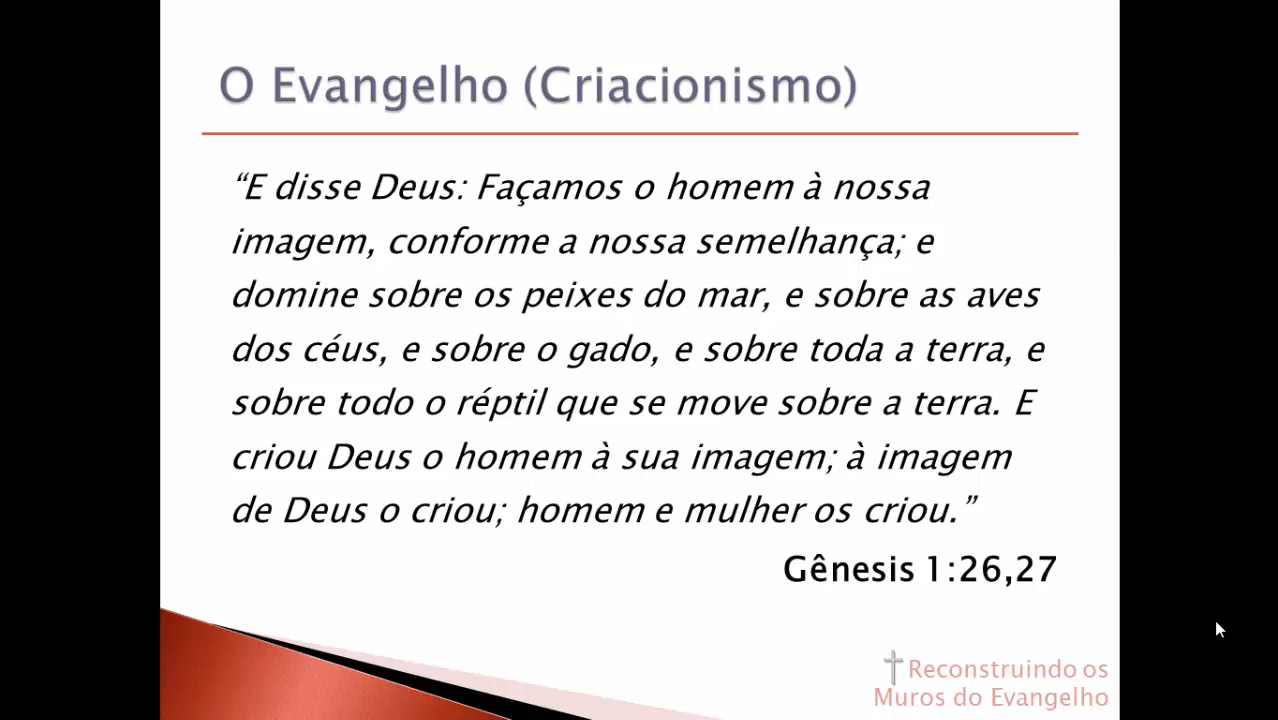 O Evangelho (Criacionismo)
“E disse Deus: Façamos o homem à nossa
imagem, conforme a nossa semelhança; e
domine sobre os peixes do mar, e sobre as aves
dos céus, e sobre o gado, e sobre toda a terra, e
sobre todo o réptil que se move sobre a terra. E
criou Deus o homem à sua imagem; à imagem
de Deus o criou; homem e mulher os criou.”
Gênesis 1:26,27
Reconstruindo os
Muros do Evangelho